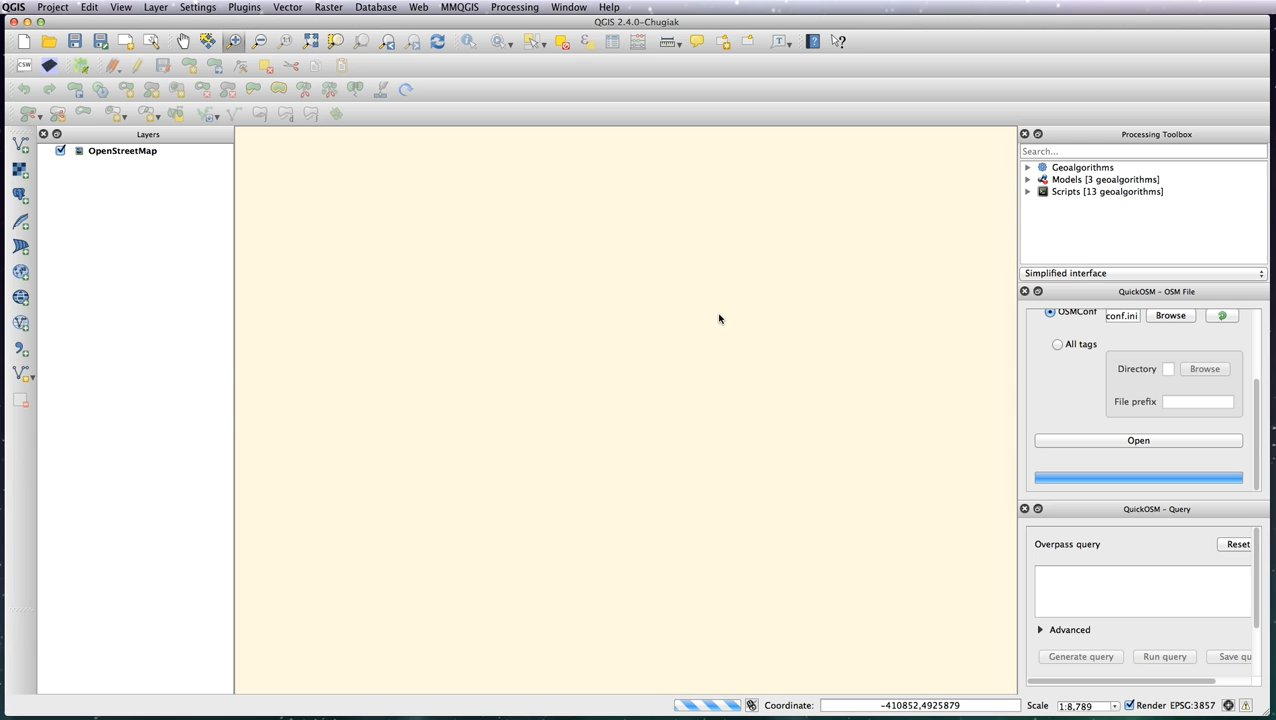 QGIS Project Edit View Layer Settings Plugins Vector Raster Database Web MMQGIS Processing Window Help
QGIS 2.4.0-Chugiak
CSW
Layers
OpenStreetMap
Processing Toolbox
Search...
Geoalgorithms
Models [3 geoalgorithms]
Scripts [13 geoalgorithms]
Simplified interface
QuickOSM - OSM File
OSMConf conf.ini Browse
All tags
Directory Browse
File prefix
Open
QuickOSM - Query
Overpass query Reset
Advanced
Generate query Run query Save qu
Coordinate: -410852,4925879 Scale 1:8,789 Render EPSG:3857